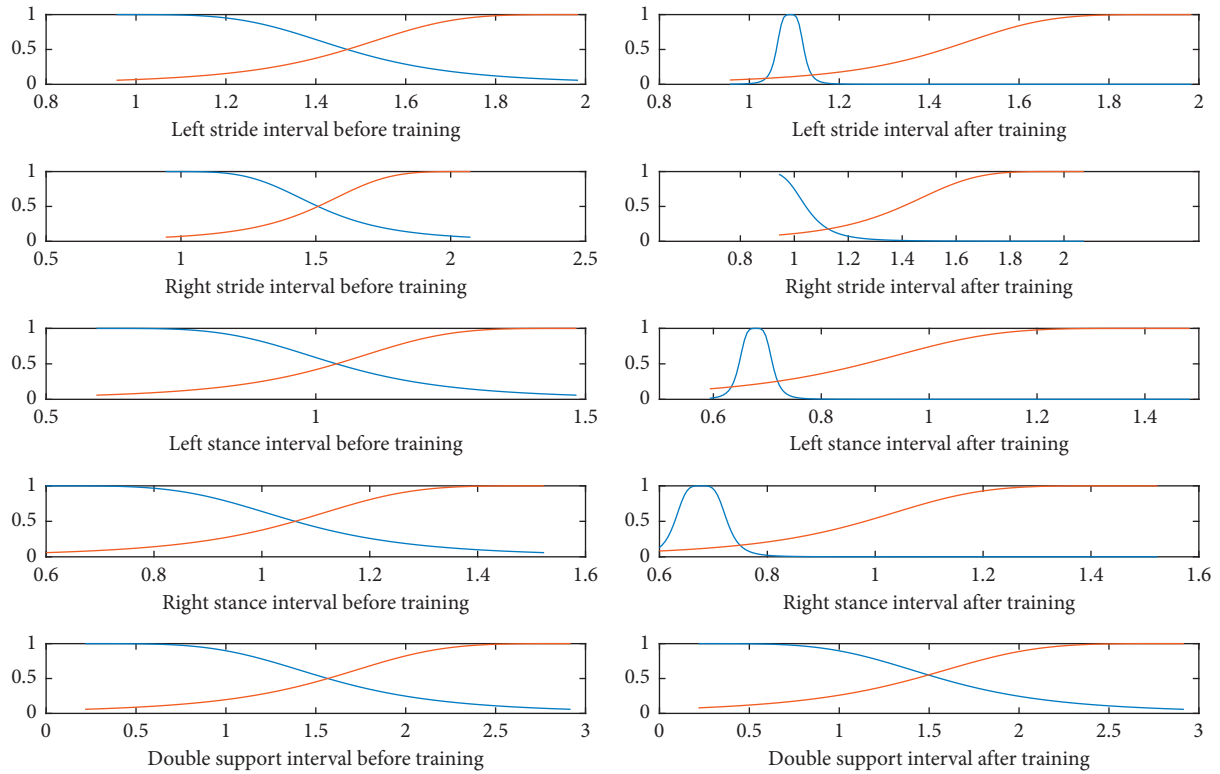 1
0.5
0
0.8 1 1.2 1.4 1.6 1.8 2
Left stride interval before training
1
0.5
0
0.8 1 1.2 1.4 1.6 1.8 2
Left stride interval after training
1
0.5
0
0.5 1 1.5 2 2.5
Right stride interval before training
1
0.5
0
0.8 1 1.2 1.4 1.6 1.8 2
Right stride interval after training
1
0.5
0
0.5 1 1.5
Left stance interval before training
1
0.5
0
0.6 0.8 1 1.2 1.4
Left stance interval after training
1
0.5
0
0.6 0.8 1 1.2 1.4 1.6
Right stance interval before training
1
0.5
0
0.6 0.8 1 1.2 1.4 1.6
Right stance interval after training
1
0.5
0
0 0.5 1 1.5 2 2.5 3
Double support interval before training
1
0.5
0
0 0.5 1 1.5 2 2.5 3
Double support interval after training